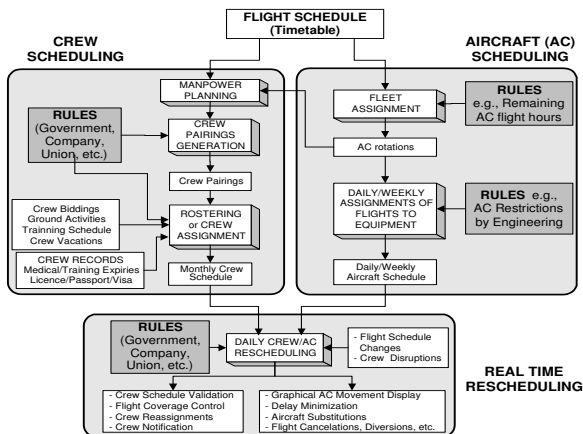 FLIGHT SCHEDULE
(Timetable)
CREW
SCHEDULING
AIRCRAFT (AC)
SCHEDULING
MANPOWER
PLANNING
RULES
(Government,
Company,
Union, etc.)
CREW
PAIRINGS
GENERATION
Crew Pairings
Crew Biddings
Ground Activities
Trainning Schedule
Crew Vacations
ROSTERING
or CREW
ASSIGNMENT
CREW RECORDS
Medical/Training Expiries
Licence/Passport/Visa
Monthly Crew
Schedule
FLEET
ASSIGNMENT
RULES
e.g., Remaining
AC flight hours
AC rotations
DAILY/WEEKLY
ASSIGNMENTS OF
FLIGHTS TO
EQUIPMENT
RULES e.g.,
AC Restrictions
by Engineering
Daily/Weekly
Aircraft Schedule
RULES
(Government,
Company,
Union, etc.)
DAILY CREW/AC
RESCHEDULING
- Flight Schedule
Changes
- Crew Disruptions
REAL TIME
RESCHEDULING
- Crew Schedule Validation
- Flight Coverage Control
- Crew Reassignments
- Crew Notification
- Graphical AC Movement Display
- Delay Minimization
- Aircraft Substitutions
- Flight Cancelations, Diversions, etc.